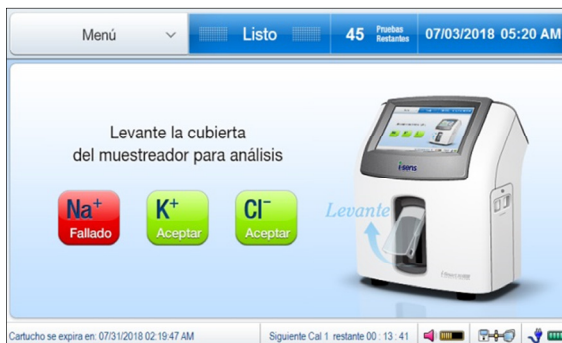 Menú
Listo
45 Pruebas Restantes
07/03/2018 05:20 AM
Levante la cubierta
del muestreador para análisis
Na+
Fallado
K+
Aceptar
Cl−
Aceptar
i-sens
Levante
Cartucho se expira en: 07/31/2018 02:19:47 AM
Siguiente Cal 1 restante 00 : 13 : 41